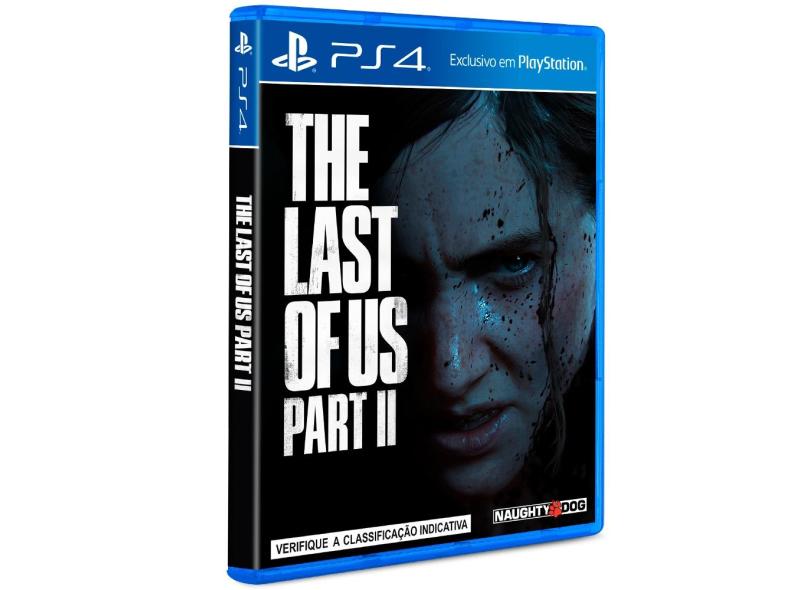 PS4
THE LAST OF US PART II
PS4 Exclusivo em PlayStation
THE
LAST
OF US
PART II
NAUGHTY DOG
VERIFIQUE A CLASSIFICAÇÃO INDICATIVA